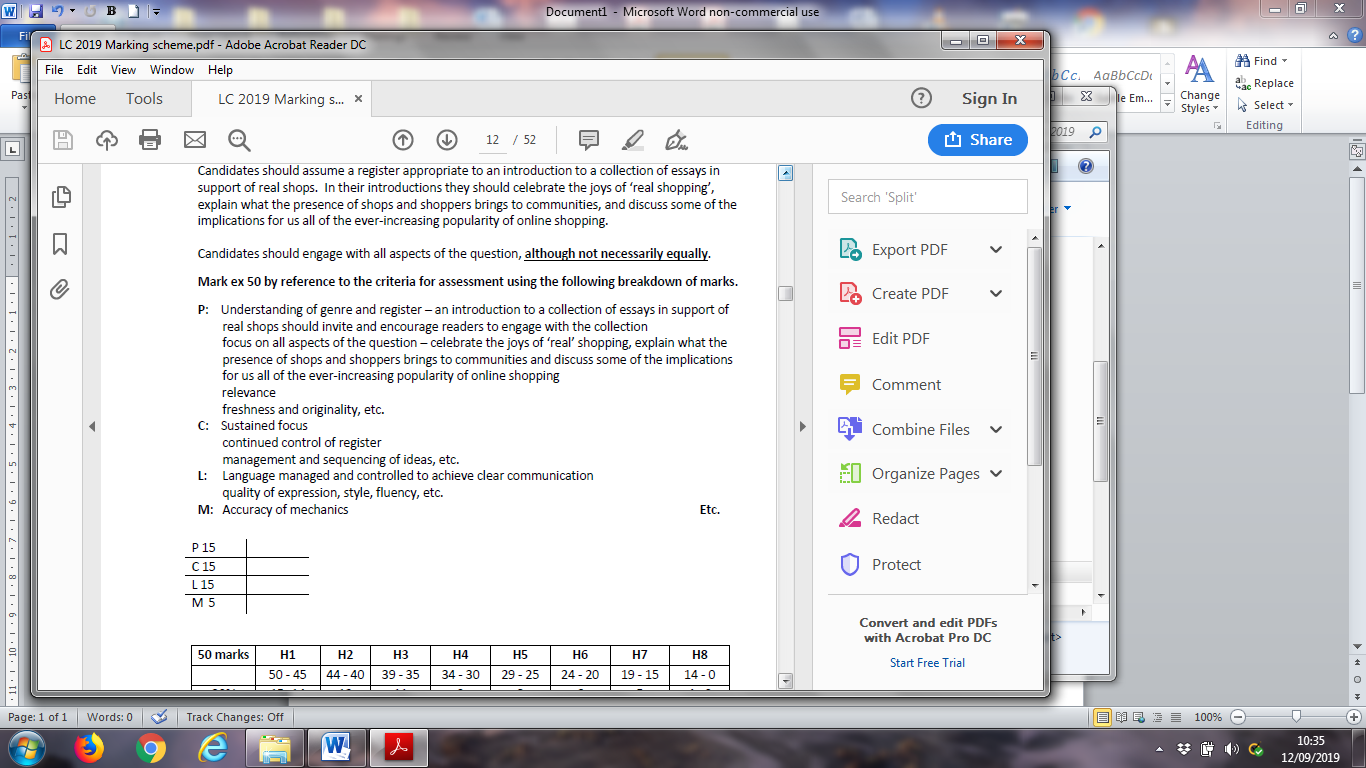 Document1 - Microsoft Word non-commercial use
LC 2019 Marking scheme.pdf - Adobe Acrobat Reader DC
File Edit View Window Help
Home Tools LC 2019 Marking s... Sign In
12 / 52 Share
Find
Replace
Select
Editing
Change
Styles
AaBbCcDc
2019
Candidates should assume a register appropriate to an introduction to a collection of essays in
support of real shops. In their introductions they should celebrate the joys of ‘real shopping’,
explain what the presence of shops and shoppers brings to communities, and discuss some of the
implications for us all of the ever-increasing popularity of online shopping.
Candidates should engage with all aspects of the question, although not necessarily equally.
Mark ex 50 by reference to the criteria for assessment using the following breakdown of marks.
P: Understanding of genre and register – an introduction to a collection of essays in support of
real shops should invite and encourage readers to engage with the collection
focus on all aspects of the question – celebrate the joys of ‘real’ shopping, explain what the
presence of shops and shoppers brings to communities and discuss some of the implications
for us all of the ever-increasing popularity of online shopping
relevance
freshness and originality, etc.
C: Sustained focus
continued control of register
management and sequencing of ideas, etc.
L: Language managed and controlled to achieve clear communication
quality of expression, style, fluency, etc.
M: Accuracy of mechanics Etc.
P 15
C 15
L 15
M 5
50 marks H1 H2 H3 H4 H5 H6 H7 H8
50 - 45 44 - 40 39 - 35 34 - 30 29 - 25 24 - 20 19 - 15 14 - 0
Search 'Split'
Export PDF
Create PDF
Edit PDF
Comment
Combine Files
Organize Pages
Redact
Protect
Convert and edit PDFs
with Acrobat Pro DC
Start Free Trial
Page: 1 of 1 Words: 0 Track Changes: Off 100%
10:35
12/09/2019